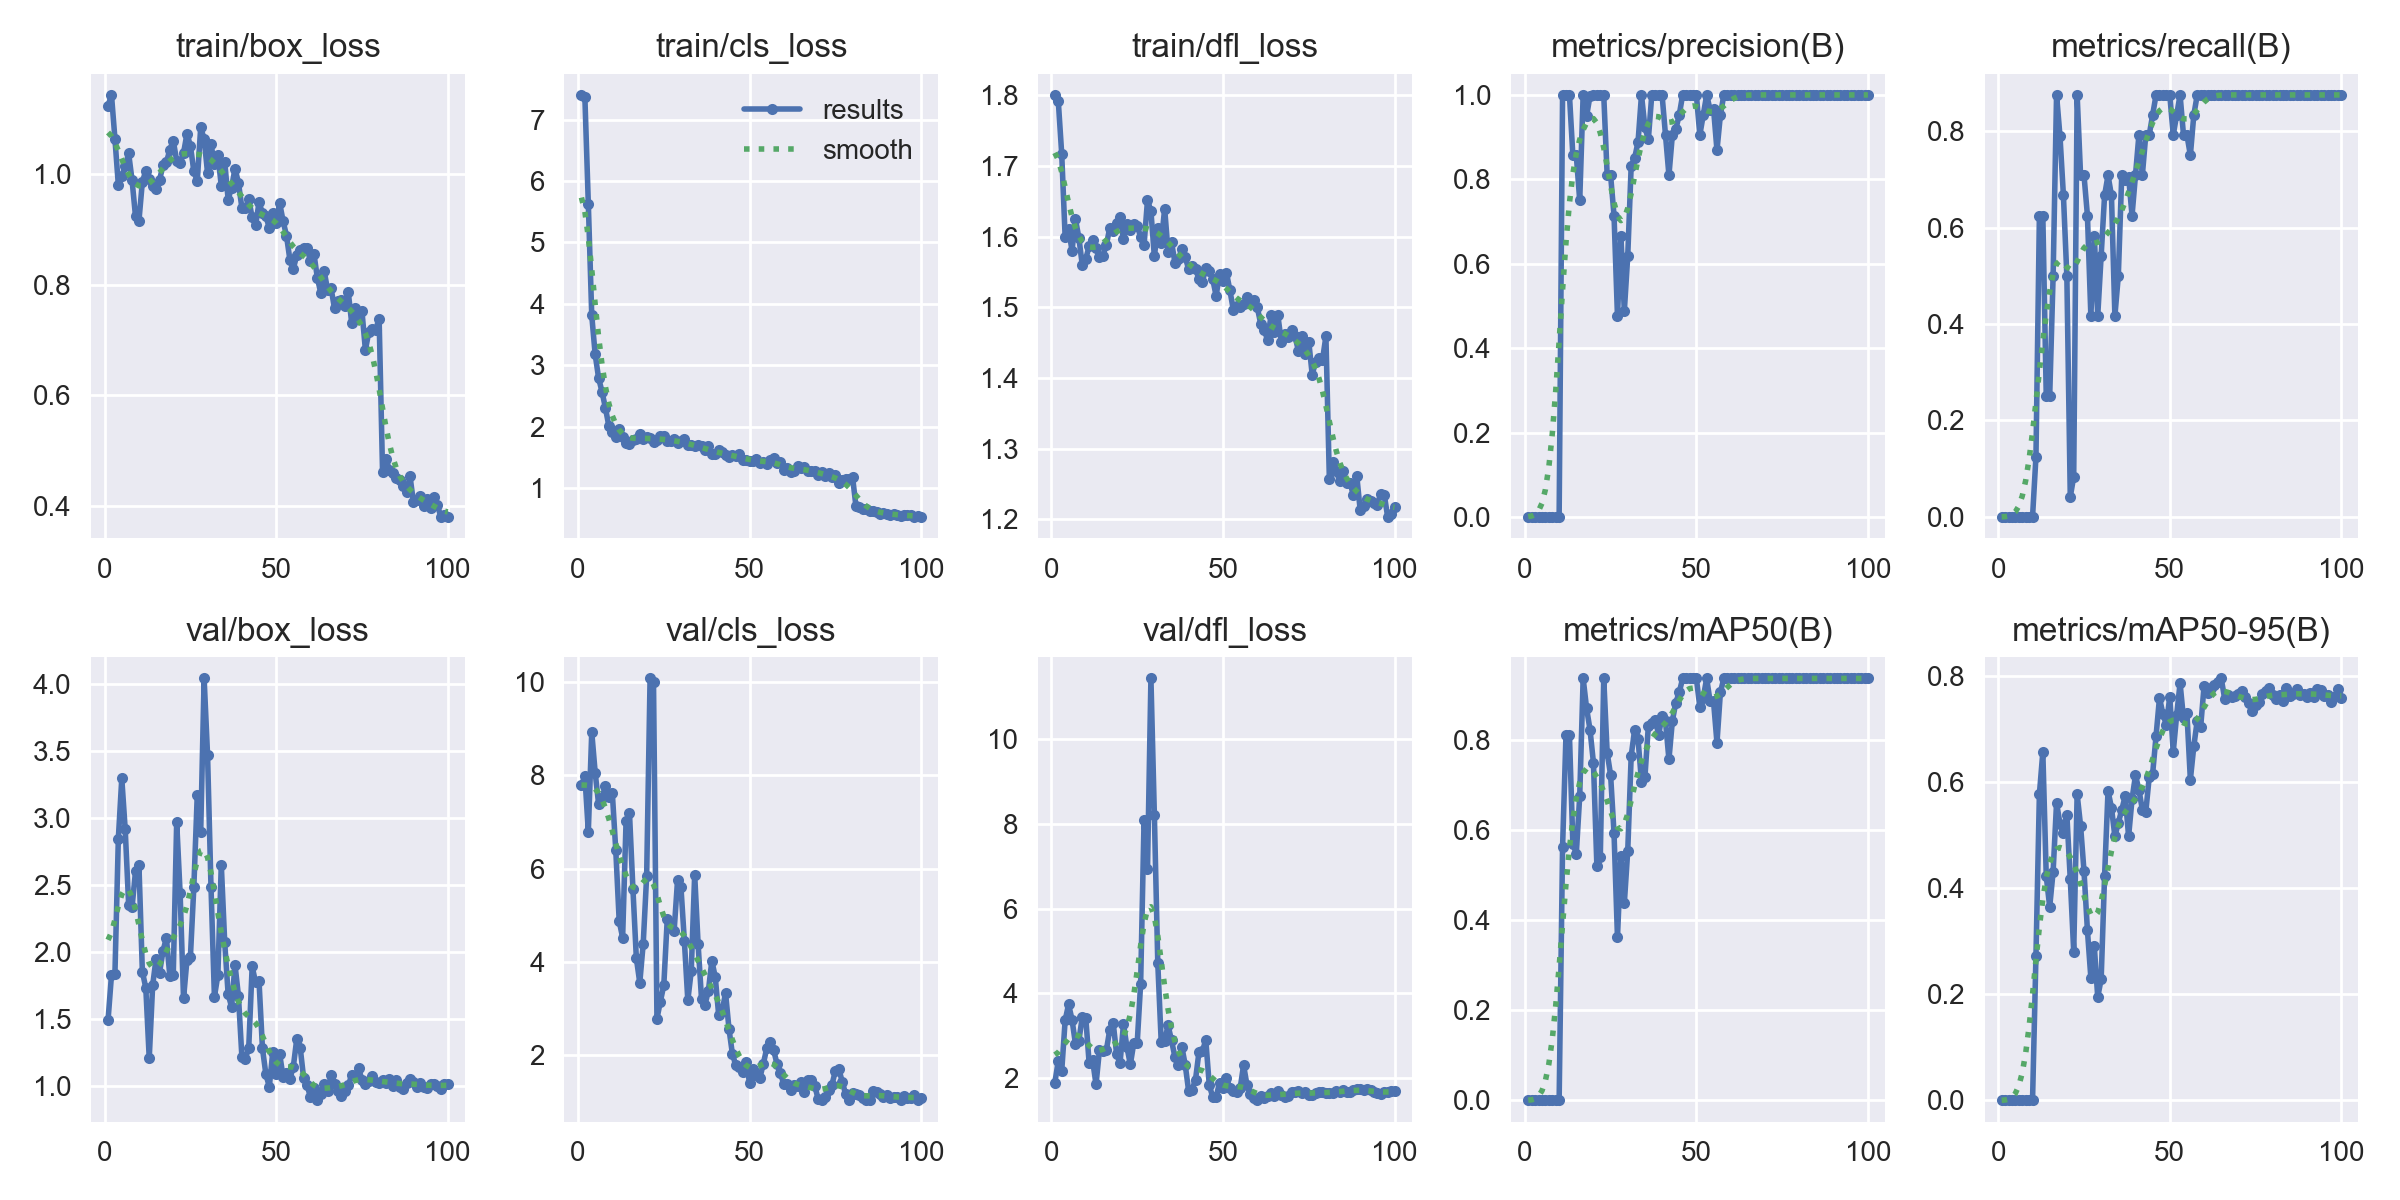 train/box_loss
1.0
0.8
0.6
0.4
0 50 100
train/cls_loss
results
smooth
7
6
5
4
3
2
1
0 50 100
train/dfl_loss
1.8
1.7
1.6
1.5
1.4
1.3
1.2
0 50 100
metrics/precision(B)
1.0
0.8
0.6
0.4
0.2
0.0
0 50 100
metrics/recall(B)
0.8
0.6
0.4
0.2
0.0
0 50 100
val/box_loss
4.0
3.5
3.0
2.5
2.0
1.5
1.0
0 50 100
val/cls_loss
10
8
6
4
2
0 50 100
val/dfl_loss
10
8
6
4
2
0 50 100
metrics/mAP50(B)
0.8
0.6
0.4
0.2
0.0
0 50 100
metrics/mAP50-95(B)
0.8
0.6
0.4
0.2
0.0
0 50 100